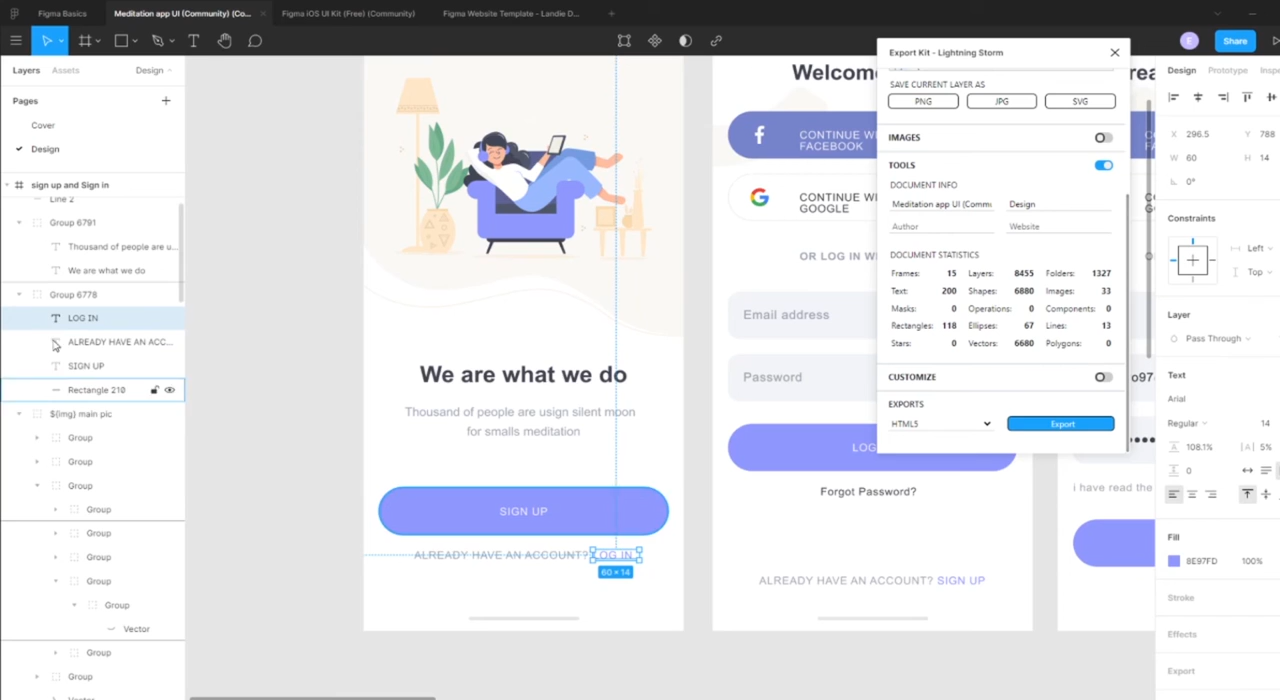 Figma Basics
Meditation app UI (Community) (Co...
Figma iOS UI Kit (Free) (Community)
Figma Website Template - Landie D...
E
Share
Layers
Assets
Design
Pages
Cover
Design
sign up and Sign in
Line 2
Group 6791
Thousand of people are u...
We are what we do
Group 6778
LOG IN
ALREADY HAVE AN ACC...
SIGN UP
Rectangle 210
${img} main pic
Group
Group
Group
Group
Group
Group
Group
Group
Vector
Group
Group
We are what we do
Thousand of people are usign silent moon
for smalls meditation
SIGN UP
ALREADY HAVE AN ACCOUNT? LOG IN
60 × 14
f
CONTINUE WI
FACEBOOK
G
CONTINUE WI
GOOGLE
OR LOG IN W
Email address
Password
Forgot Password?
ALREADY HAVE AN ACCOUNT? SIGN UP
Export Kit - Lightning Storm
SAVE CURRENT LAYER AS
PNG
JPG
SVG
IMAGES
TOOLS
DOCUMENT INFO
Meditation app UI (Comm
Design
Author
Website
DOCUMENT STATISTICS
Frames: 15 Layers: 8455 Folders: 1327
Text: 200 Shapes: 6880 Images: 33
Masks: 0 Operations: 0 Components: 0
Rectangles: 118 Ellipses: 67 Lines: 13
Stars: 0 Vectors: 6680 Polygons: 0
CUSTOMIZE
EXPORTS
HTML5
Export
i have read the
Design
Prototype
Inspe
X 296.5 Y 788
W 60 H 14
0°
Constraints
Left
Top
Layer
Pass Through
Text
Arial
Regular 14
108.1% |A| 5%
0
Fill
8E97FD 100%
Stroke
Effects
Export